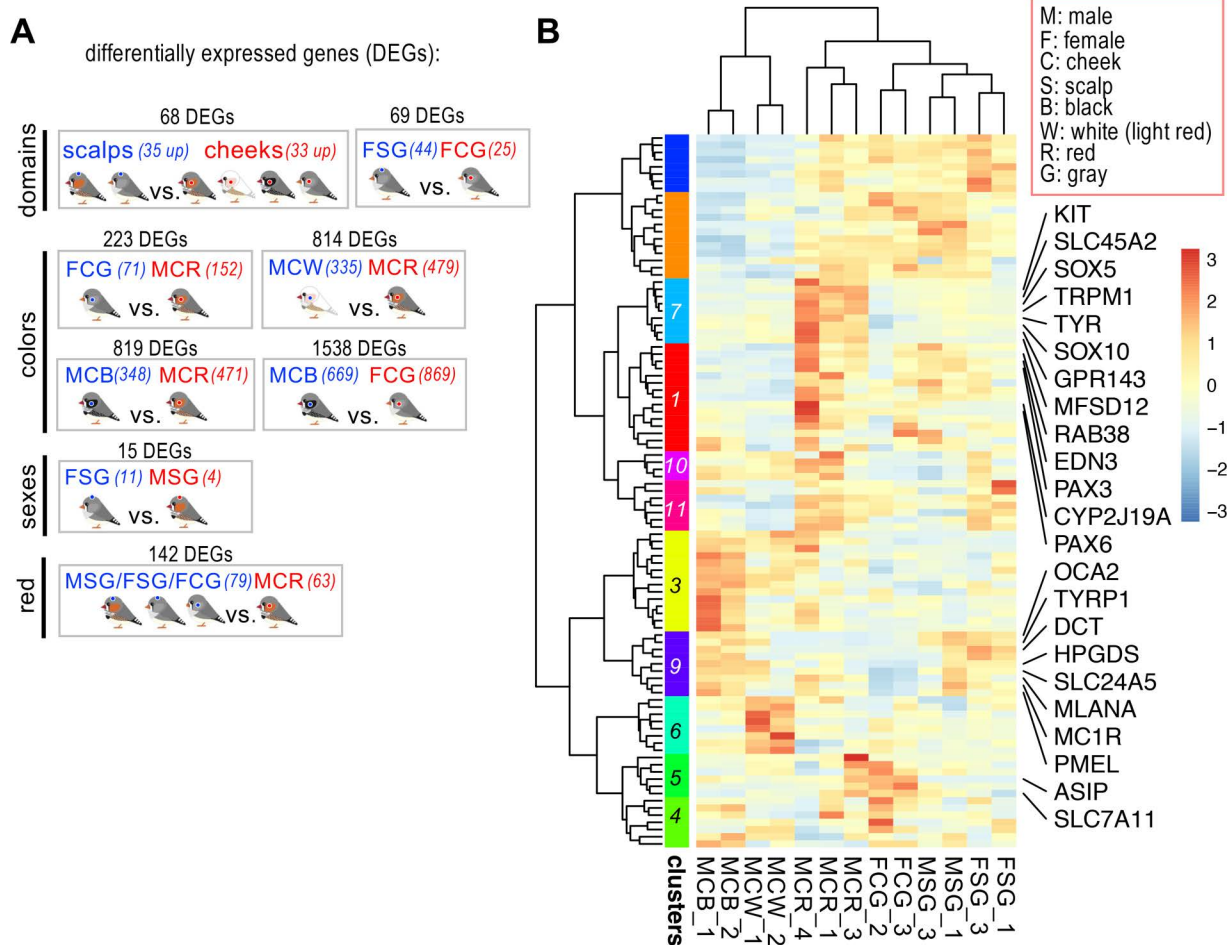 A
differentially expressed genes (DEGs):
domains
68 DEGs
scalps (35 up) cheeks (33 up)
vs.
69 DEGs
FSG (44) FCG (25)
vs.
colors
223 DEGs
FCG (71) MCR (152)
vs.
814 DEGs
MCW (335) MCR (479)
vs.
819 DEGs
MCB (348) MCR (471)
vs.
1538 DEGs
MCB (669) FCG (869)
vs.
sexes
15 DEGs
FSG (11) MSG (4)
vs.
red
142 DEGs
MSG/FSG/FCG (79) MCR (63)
vs.
B
M: male
F: female
C: cheek
S: scalp
B: black
W: white (light red)
R: red
G: gray
7
1
10
11
3
9
6
5
4
clusters
MCB_1
MCB_2
MCW_1
MCW_2
MCR_4
MCR_1
MCR_3
FCG_2
FCG_3
MSG_3
MSG_1
FSG_3
FSG_1
KIT
SLC45A2
SOX5
TRPM1
TYR
SOX10
GPR143
MFSD12
RAB38
EDN3
PAX3
CYP2J19A
PAX6
OCA2
TYRP1
DCT
HPGDS
SLC24A5
MLANA
MC1R
PMEL
ASIP
SLC7A11
3
2
1
0
−1
−2
−3